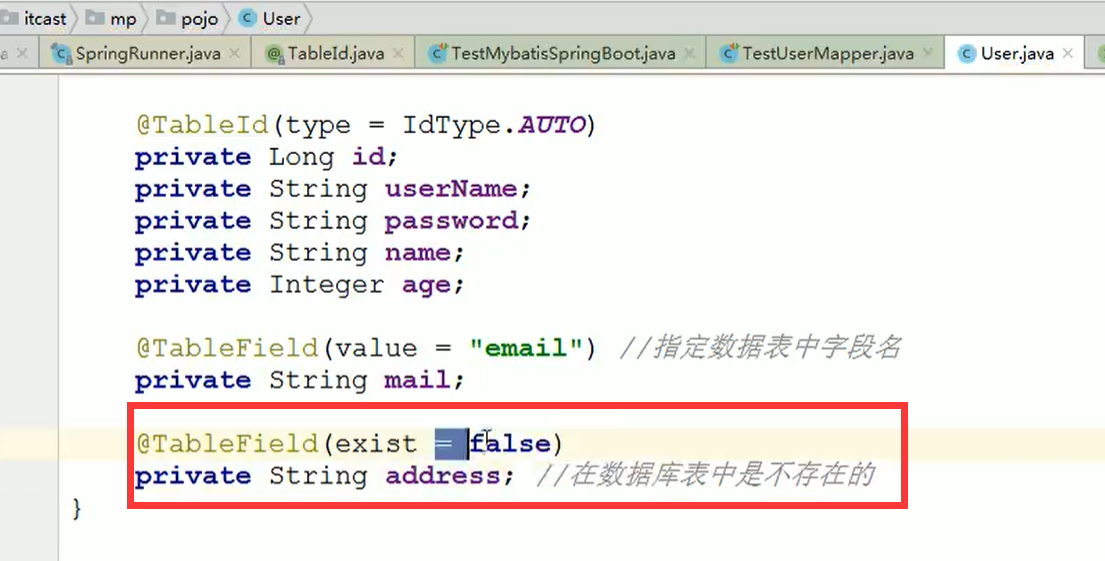 itcast mp pojo User
a SpringRunner.java TableId.java TestMybatisSpringBoot.java TestUserMapper.java User.java
@TableId(type = IdType.AUTO)
private Long id;
private String userName;
private String password;
private String name;
private Integer age;
@TableField(value = "email") //指定数据表中字段名
private String mail;
@TableField(exist = false)
private String address; //在数据库表中是不存在的
}